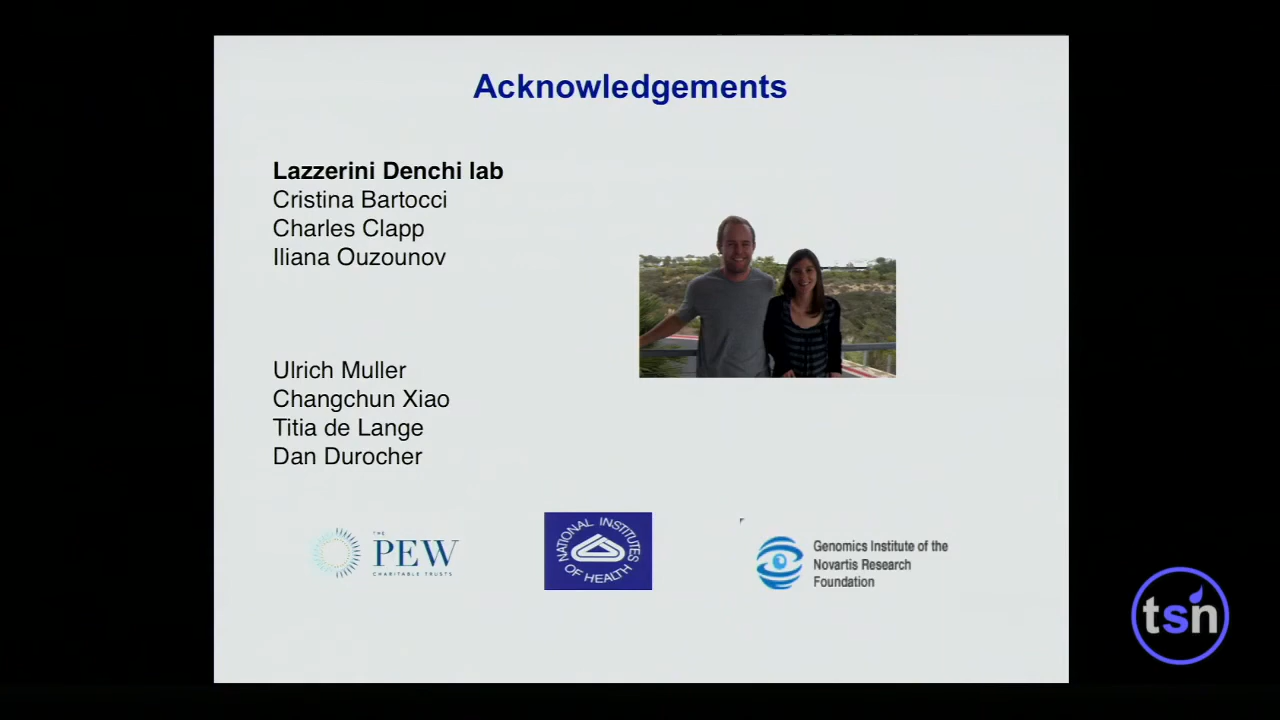 Acknowledgements
Lazzerini Denchi lab
Cristina Bartocci
Charles Clapp
Iliana Ouzounov
Ulrich Muller
Changchun Xiao
Titia de Lange
Dan Durocher
THE
PEW
CHARITABLE TRUSTS
NATIONAL INSTITUTES
OF HEALTH
Genomics Institute of the
Novartis Research
Foundation
tsn